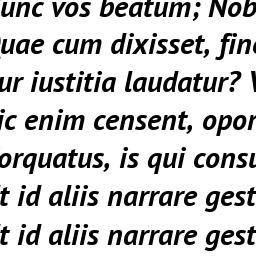 unc vos beatum; Nob
uae cum dixisset, fin
ur iustitia laudatur? V
ic enim censent, opor
orquatus, is qui consu
t id aliis narrare gest
t id aliis narrare gest